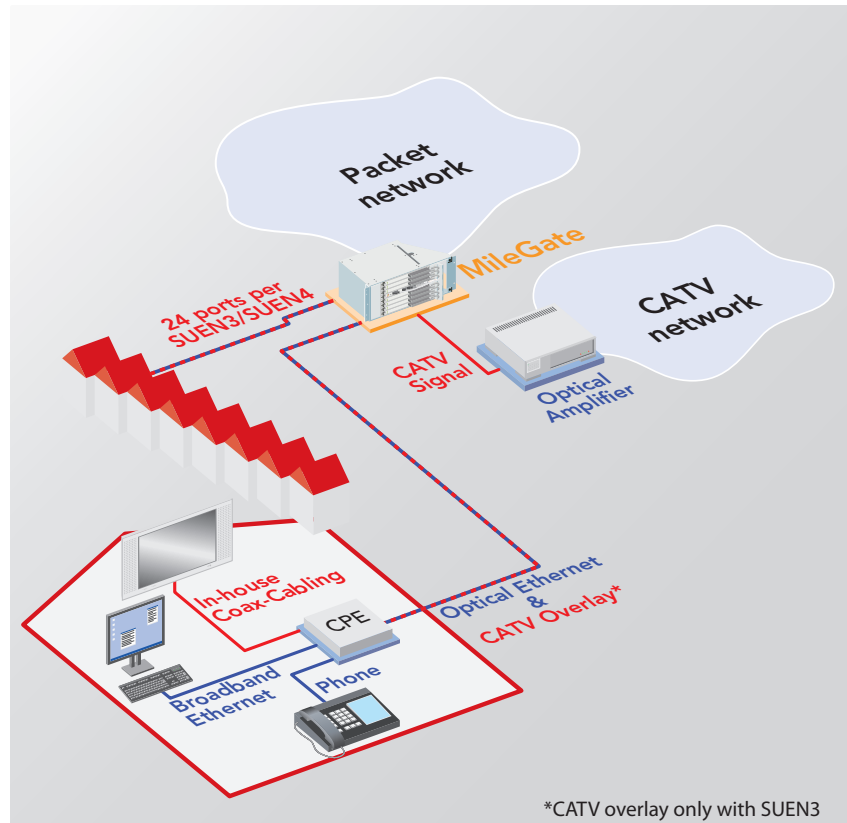 Packet
network
MileGate
24 ports per
SUEN3/SUEN4
CATV
network
CATV
Signal
Optical
Amplifier
In-house
Coax-Cabling
CPE
Optical Ethernet
&
CATV Overlay*
Broadband
Ethernet
Phone
*CATV overlay only with SUEN3